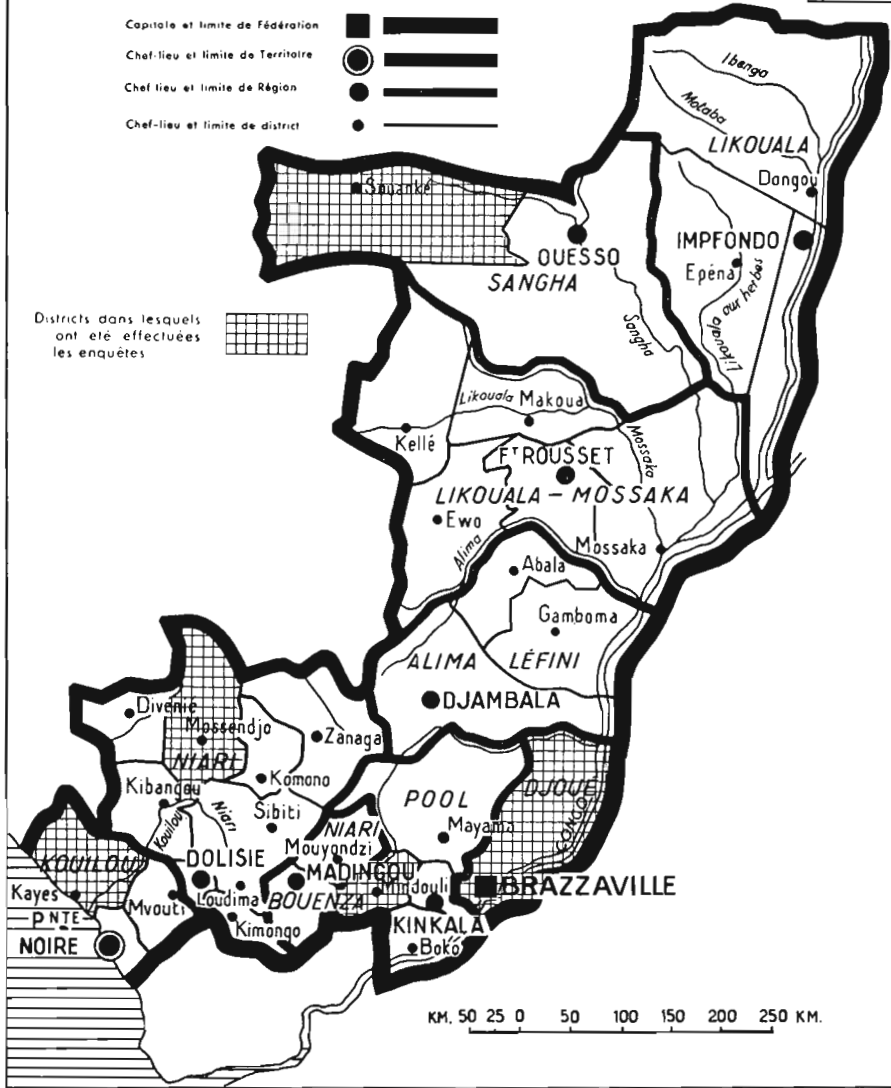 Capitale et limite de Fédération
Chef-lieu et limite de Territoire
Chef lieu et limite de Région
Chef-lieu et limite de district
Ibenga
Motaba
LIKOUALA
Dongou
Souanké
OUESSO
SANGHA
IMPFONDO
Epéna
Likouala aux herbes
Sangha
Districts dans lesquels
ont été effectuées
les enquêtes
Likouala
Makoua
Kellé
Mossaka
Fᵀ ROUSSET
LIKOUALA – MOSSAKA
Ewo
Alima
Mossaka
Abala
Gamboma
ALIMA
LÉFINI
DJAMBALA
Divénié
Mossendjo
Zanaga
NIARI
Komono
Kibangou
Kouilou
Niari
Sibiti
NIARI
POOL
Mayama
DJOUÉ
CONGO
Mouyondzi
DOLISIE
MADINGOU
KOUILOU
Kayes
Mvouti
Loudima
BOUENZA
Mindouli
BRAZZAVILLE
Kimongo
KINKALA
Boko
PNTE
NOIRE
KM. 50 25 0 50 100 150 200 250 KM.